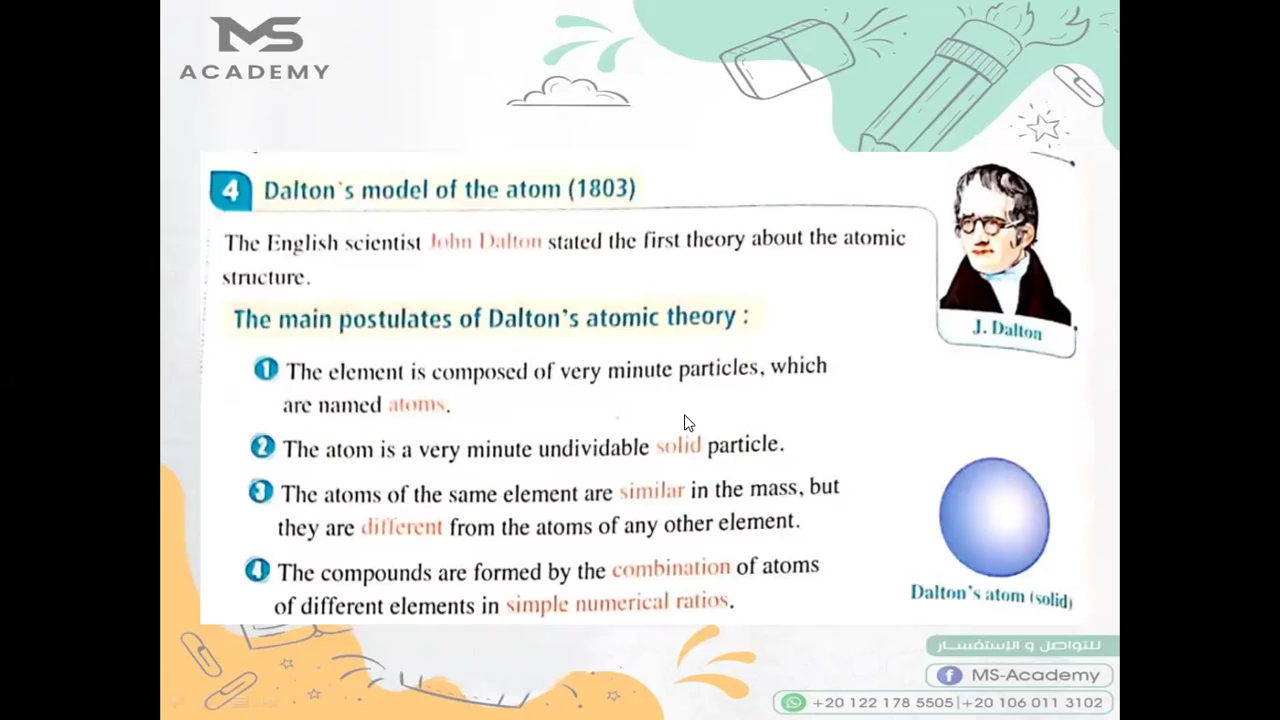 MS
ACADEMY
4 Dalton's model of the atom (1803)
The English scientist John Dalton stated the first theory about the atomic
structure.
J. Dalton
The main postulates of Dalton's atomic theory :
1 The element is composed of very minute particles, which
are named atoms.
2 The atom is a very minute undividable solid particle.
3 The atoms of the same element are similar in the mass, but
they are different from the atoms of any other element.
4 The compounds are formed by the combination of atoms
of different elements in simple numerical ratios.
Dalton's atom (solid)
للتواصل و الإستفسار
MS-Academy
+20 122 178 5505 | +20 106 011 3102